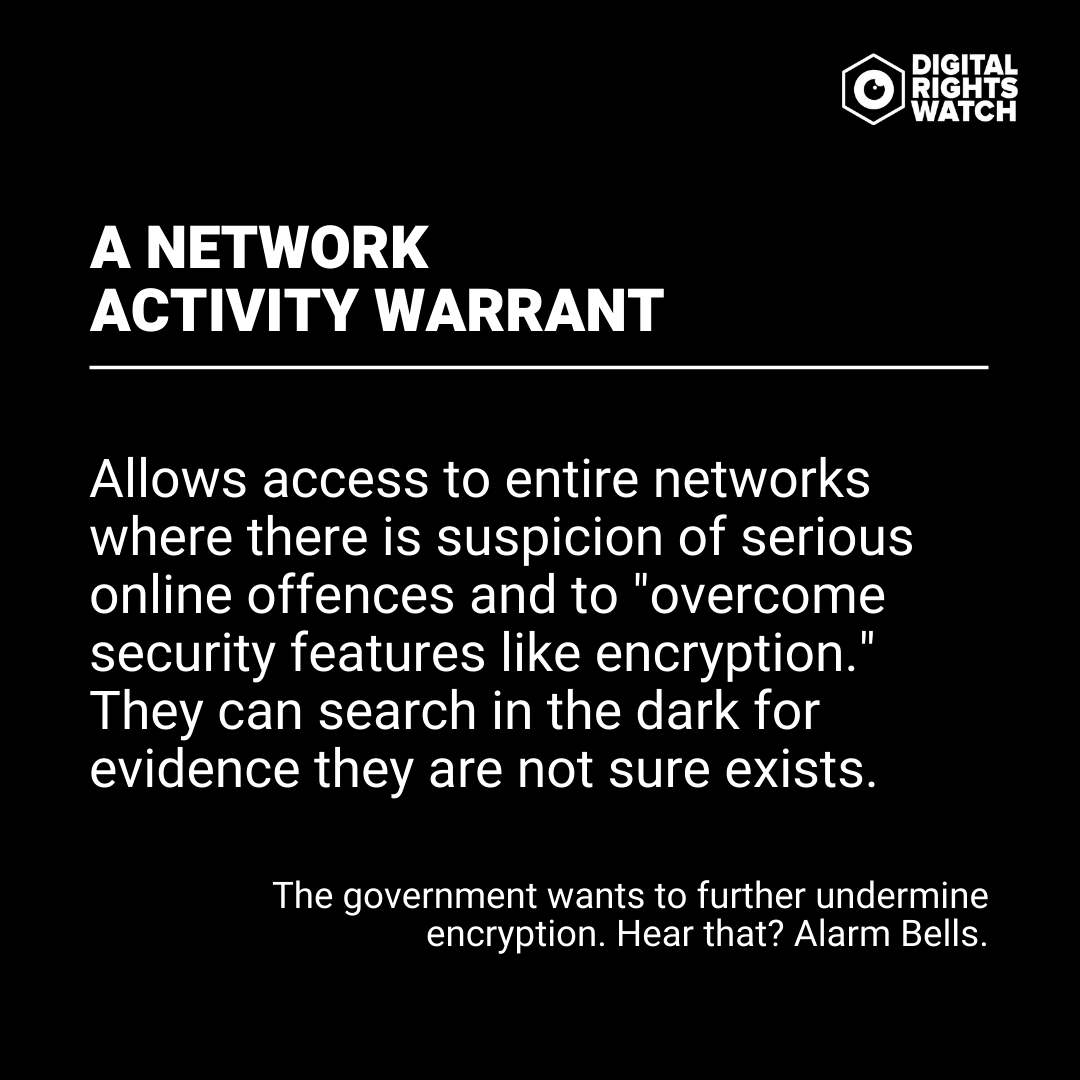 DIGITAL
RIGHTS
WATCH
A NETWORK
ACTIVITY WARRANT
Allows access to entire networks
where there is suspicion of serious
online offences and to "overcome
security features like encryption."
They can search in the dark for
evidence they are not sure exists.
The government wants to further undermine
encryption. Hear that? Alarm Bells.